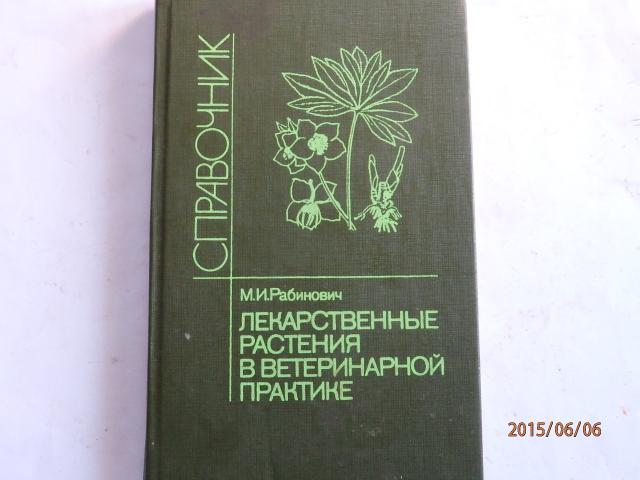 СПРАВОЧНИК
М.И.Рабинович
ЛЕКАРСТВЕННЫЕ
РАСТЕНИЯ
В ВЕТЕРИНАРНОЙ
ПРАКТИКЕ
2015/06/06